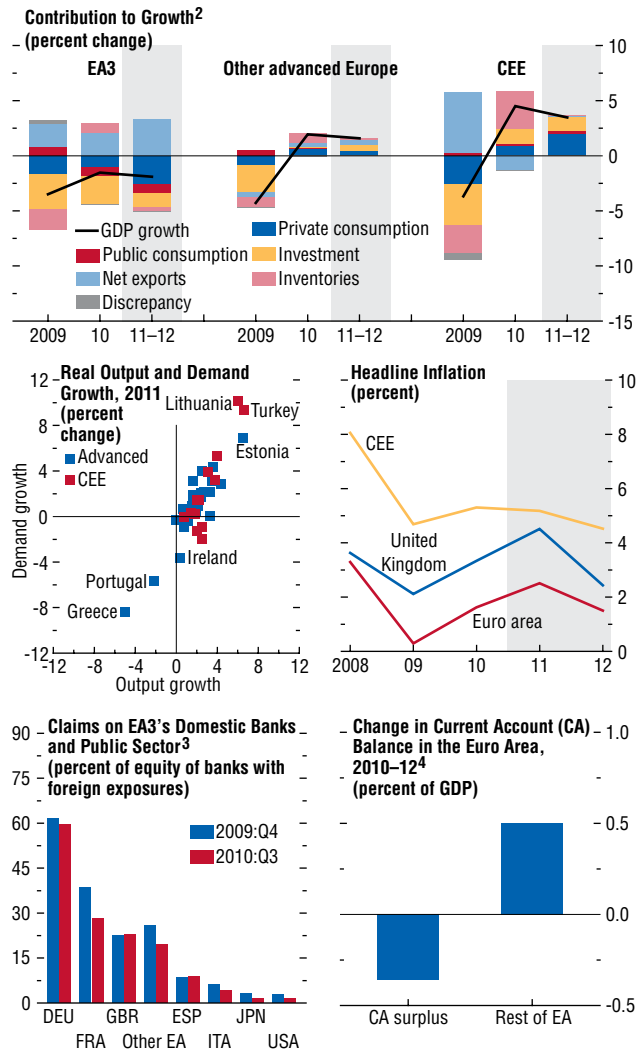 Contribution to Growth2
(percent change)
EA3 Other advanced Europe CEE
10
5
0
-5
-10
-15
GDP growth Private consumption
Public consumption Investment
Net exports Inventories
Discrepancy
2009 10 11–12 2009 10 11–12 2009 10 11–12
Real Output and Demand
Growth, 2011
(percent
change)
Advanced
CEE
Lithuania
Turkey
Estonia
Ireland
Portugal
Greece
Demand growth
12
8
4
0
-4
-8
-12
-12 -8 -4 0 4 8 12
Output growth
Headline Inflation
(percent)
CEE
United
Kingdom
Euro area
10
8
6
4
2
0
2008 09 10 11 12
Claims on EA3's Domestic Banks
and Public Sector3
(percent of equity of banks with
foreign exposures)
2009:Q4
2010:Q3
90
75
60
45
30
15
0
DEU GBR ESP JPN
FRA Other EA ITA USA
Change in Current Account (CA)
Balance in the Euro Area,
2010–124
(percent of GDP)
1.0
0.5
0.0
-0.5
CA surplus Rest of EA